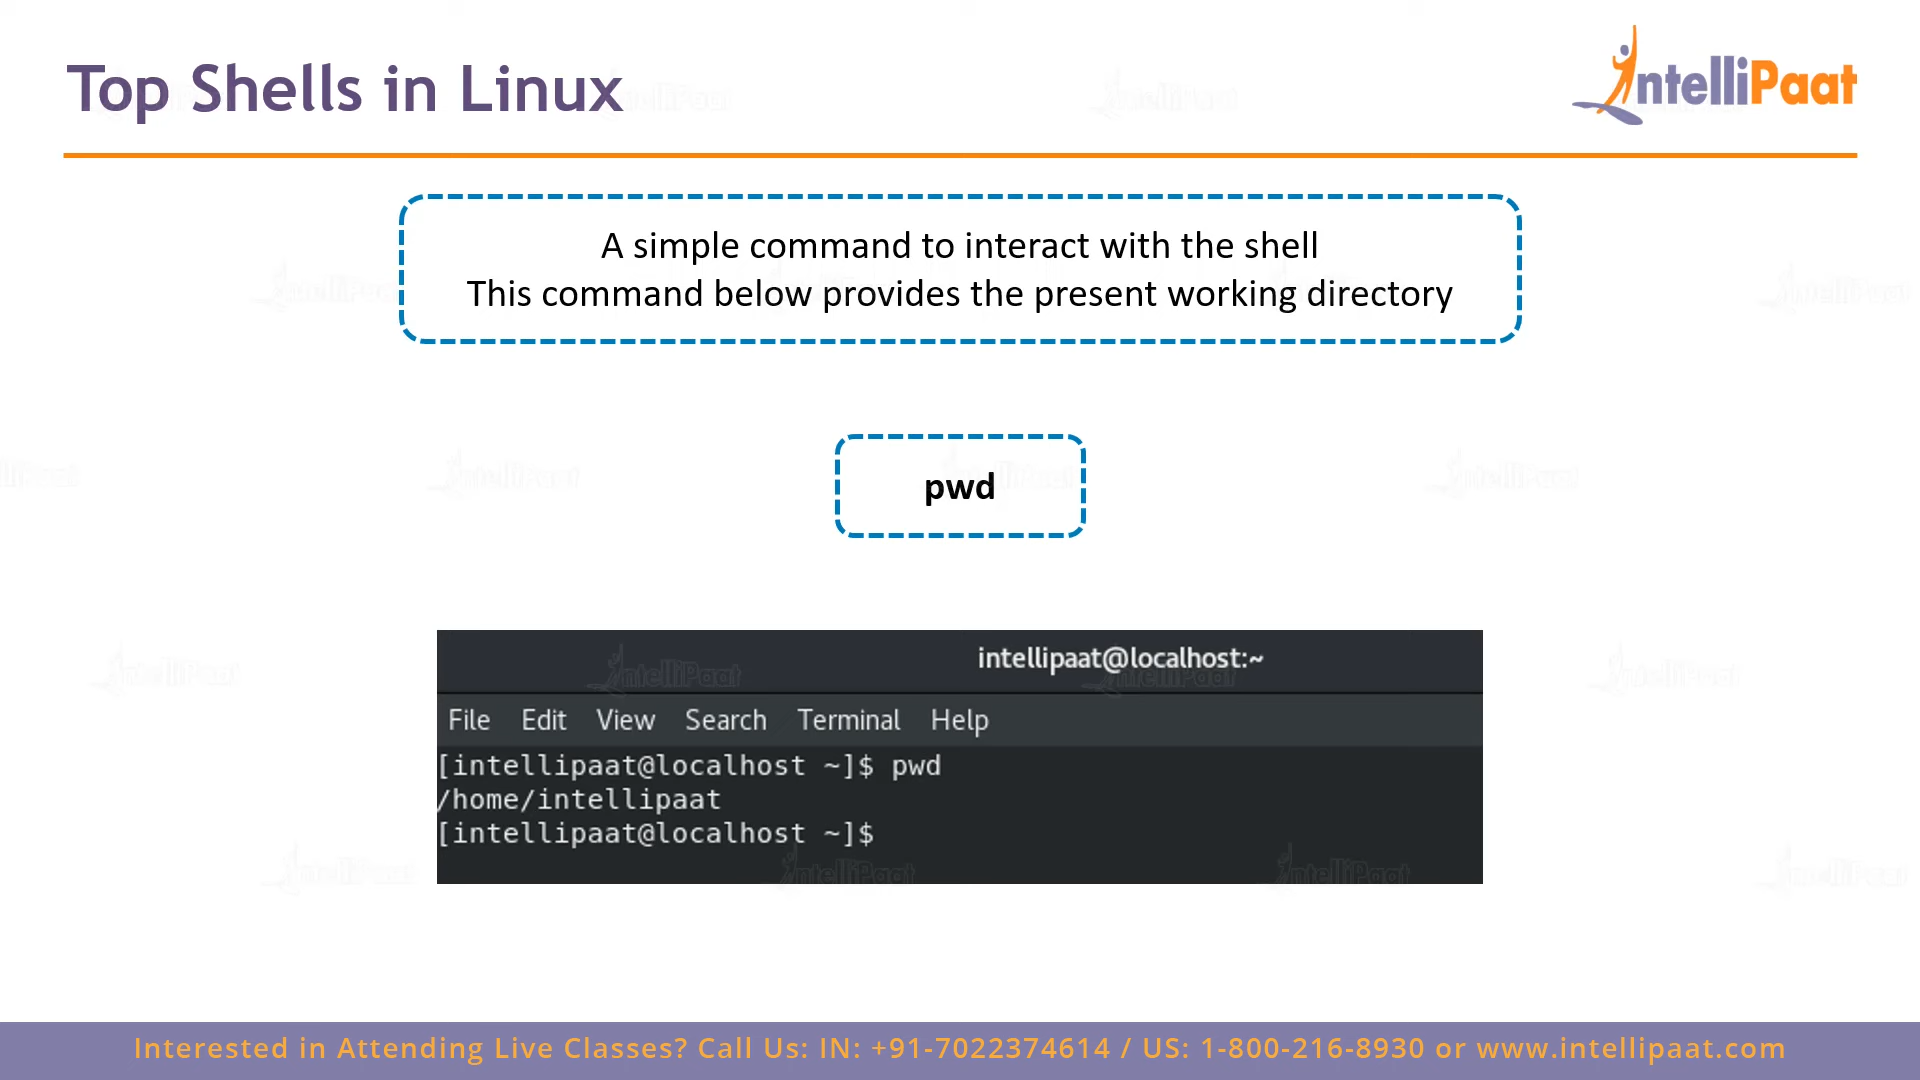 Top Shells in Linux
IntelliPaat
A simple command to interact with the shell
This command below provides the present working directory
pwd
intellipaat@localhost:~
File Edit View Search Terminal Help
[intellipaat@localhost ~]$ pwd
/home/intellipaat
[intellipaat@localhost ~]$
Interested in Attending Live Classes? Call Us: IN: +91-7022374614 / US: 1-800-216-8930 or www.intellipaat.com